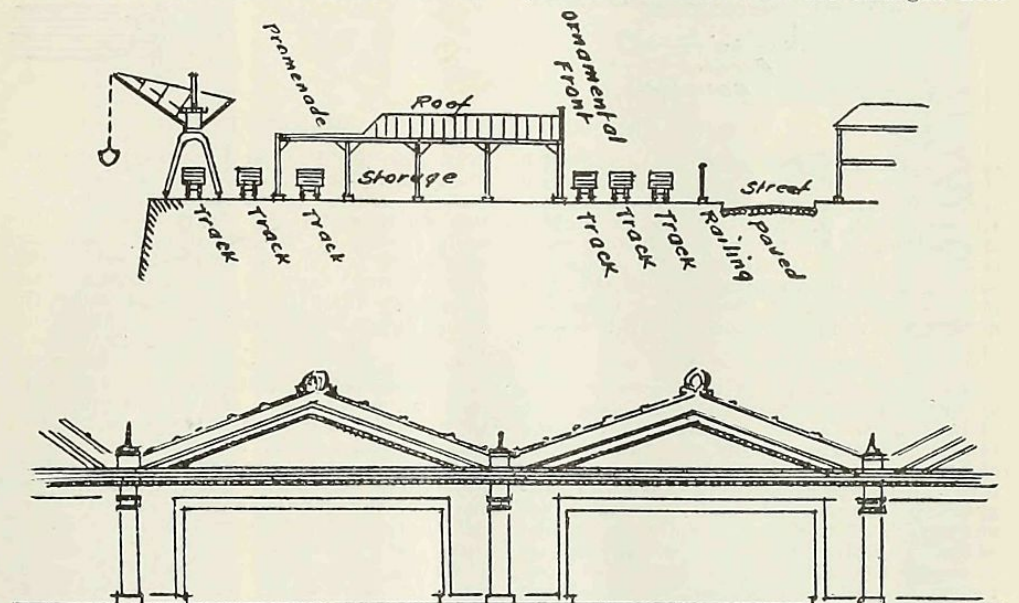 Promenade
Ornamental
Front
Roof
Storage
Street
Track
Track
Track
Track
Track
Track
Railing
Paved